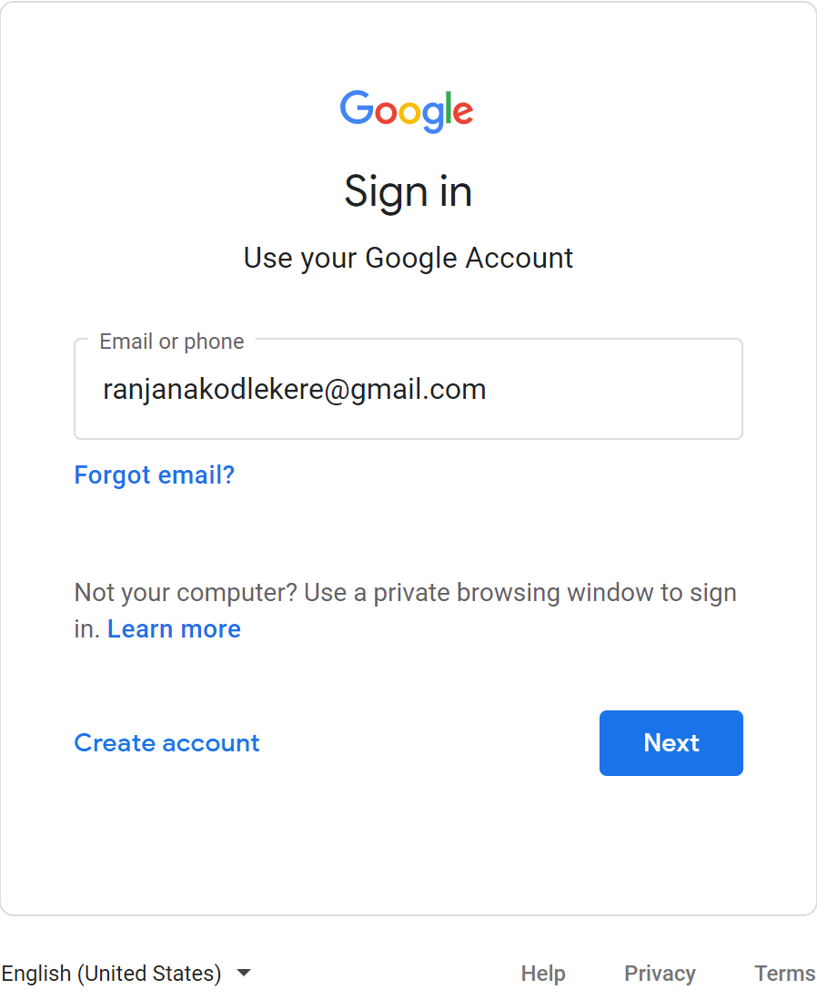 Google
Sign in
Use your Google Account
Email or phone
ranjanakodlekere@gmail.com
Forgot email?
Not your computer? Use a private browsing window to sign
in. Learn more
Create account
Next
English (United States)
Help
Privacy
Terms